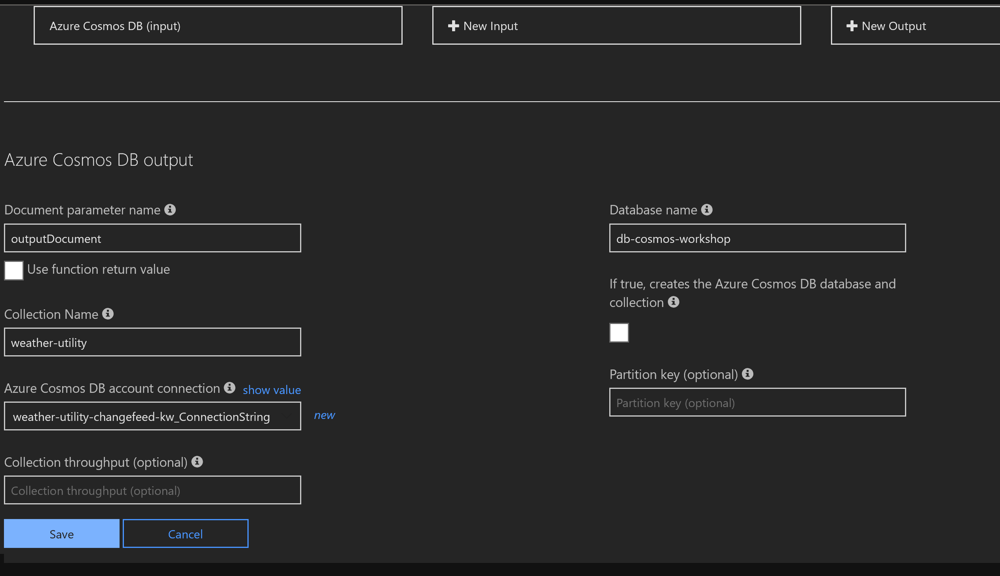 Azure Cosmos DB (input)
New Input
New Output
Azure Cosmos DB output
Document parameter name
outputDocument
Use function return value
Collection Name
weather-utility
Azure Cosmos DB account connection show value
weather-utility-changefeed-kw_ConnectionString
new
Collection throughput (optional)
Collection throughput (optional)
Save
Cancel
Database name
db-cosmos-workshop
If true, creates the Azure Cosmos DB database and
collection
Partition key (optional)
Partition key (optional)